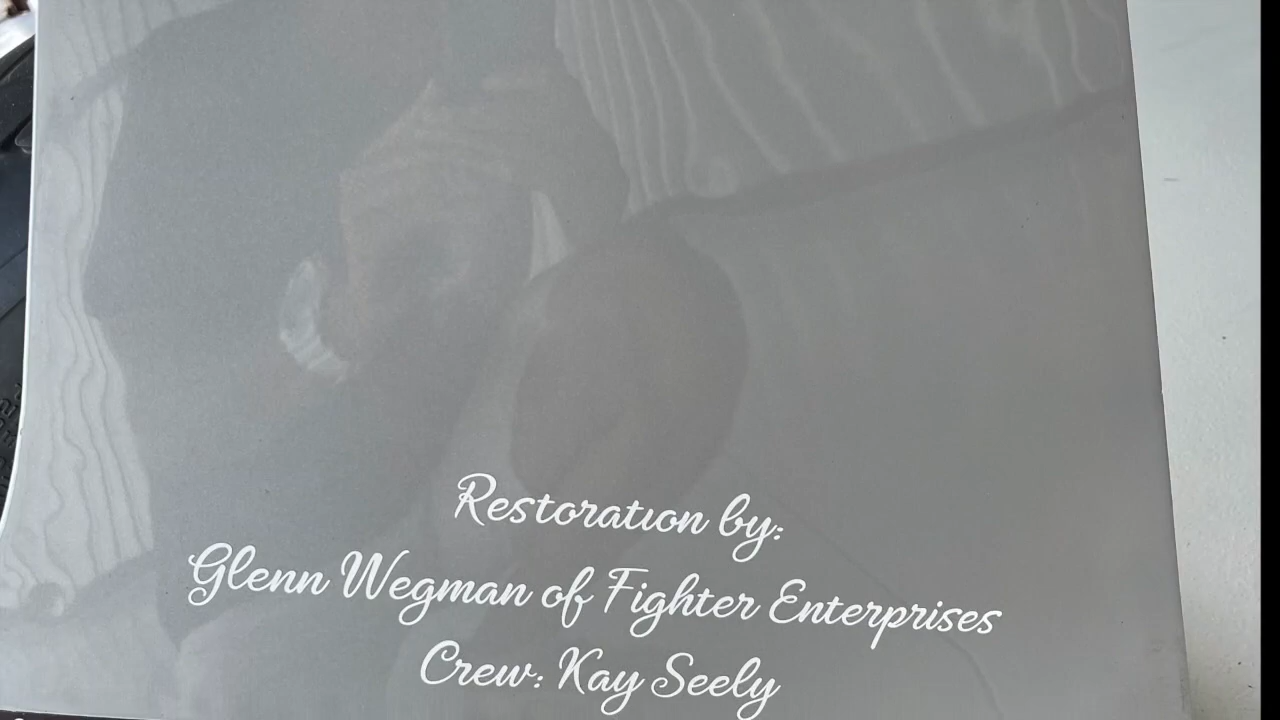 Restoration by:
Glenn Wegman of Fighter Enterprises
Crew: Kay Seely